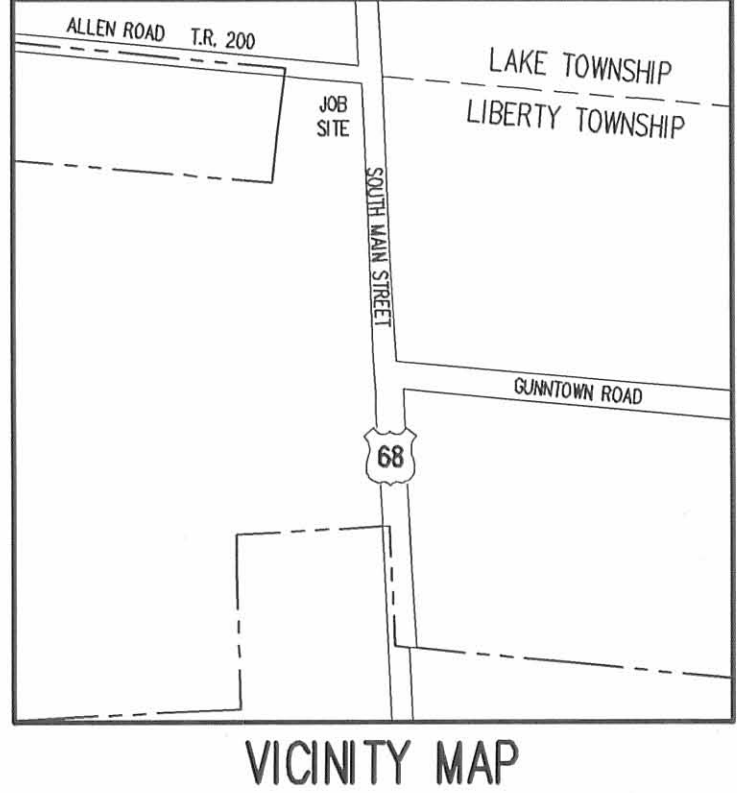 ALLEN ROAD T.R. 200
LAKE TOWNSHIP
LIBERTY TOWNSHIP
JOB
SITE
SOUTH MAIN STREET
GUNNTOWN ROAD
68
VICINITY MAP